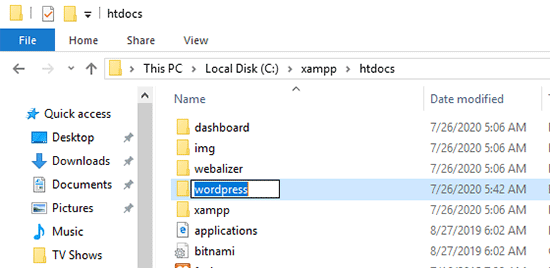 htdocs
File Home Share View
This PC > Local Disk (C:) > xampp > htdocs
Name Date modified
Quick access
Desktop
Downloads
Documents
Pictures
Music
TV Shows
dashboard 7/26/2020 5:06 AM
img 7/26/2020 5:06 AM
webalizer 7/26/2020 5:06 AM
wordpress 7/26/2020 5:42 AM
xampp 7/26/2020 5:06 AM
applications 8/27/2019 6:02 AM
bitnami 8/27/2019 6:02 AM